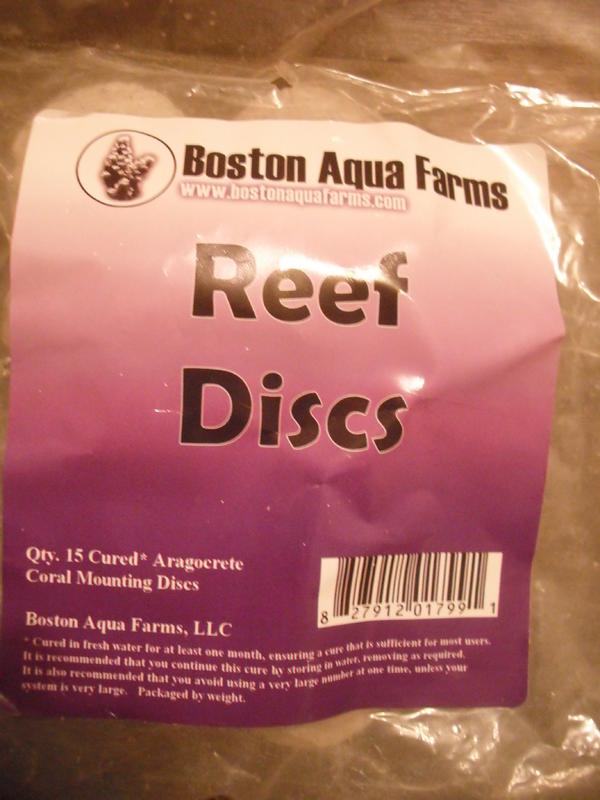 Boston Aqua Farms
www.bostonaquafarms.com
Reef
Discs
Qty. 15 Cured* Aragocrete
Coral Mounting Discs
Boston Aqua Farms, LLC
8 27912 01799 1
* Cured in fresh water for at least one month, ensuring a cure that is sufficient for most users.
It is recommended that you continue this cure by storing in water, removing as required.
It is also recommended that you avoid using a very large number at one time, unless your
system is very large. Packaged by weight.